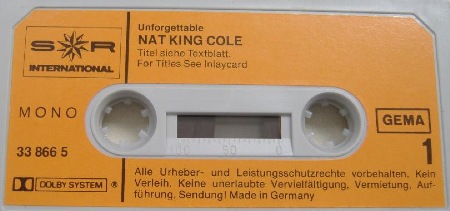 S R
INTERNATIONAL
Unforgettable
NAT KING COLE
Titel siehe Textblatt.
For Titles See Inlaycard
MONO
GEMA
33 866 5
100 50 0
1
DOLBY SYSTEM ®
Alle Urheber- und Leistungsschutzrechte vorbehalten. Kein
Verleih. Keine unerlaubte Vervielfältigung, Vermietung, Auf-
führung, Sendung! Made in Germany